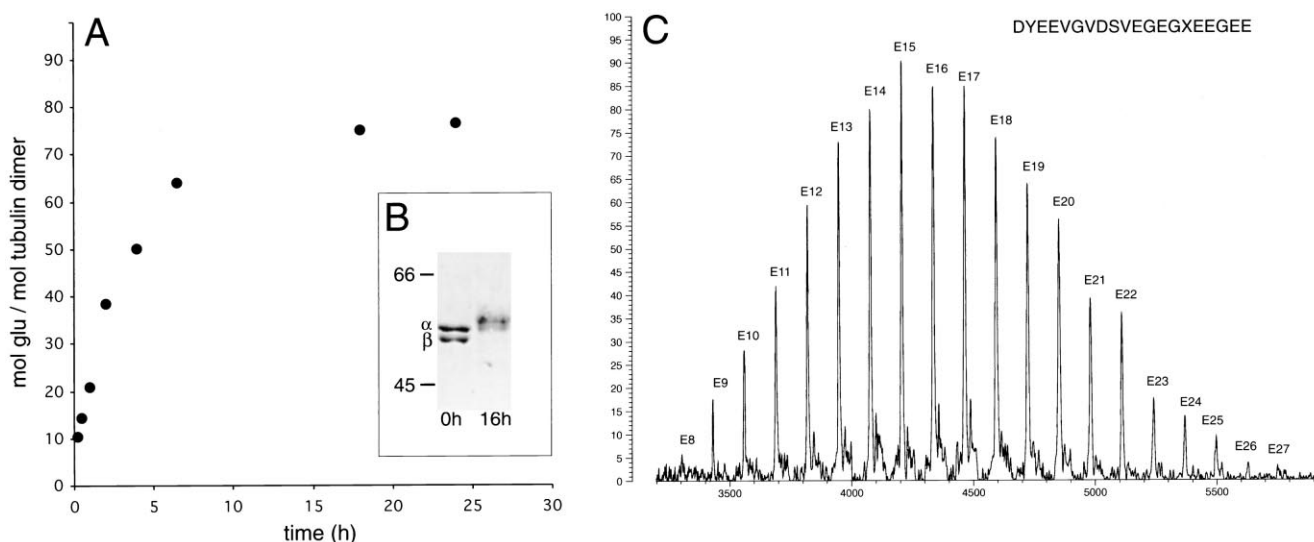 A
mol glu / mol tubulin dimer
90
80
70
60
50
40
30
20
10
0
0 5 10 15 20 25 30
time (h)
B
66
α
β
45
0h 16h
C
DYEEVGVDSVEGEGXEEGEE
100
95
90
85
80
75
70
65
60
55
50
45
40
35
30
25
20
15
10
5
0
E8
E9
E10
E11
E12
E13
E14
E15
E16
E17
E18
E19
E20
E21
E22
E23
E24
E25
E26
E27
3500 4000 4500 5000 5500